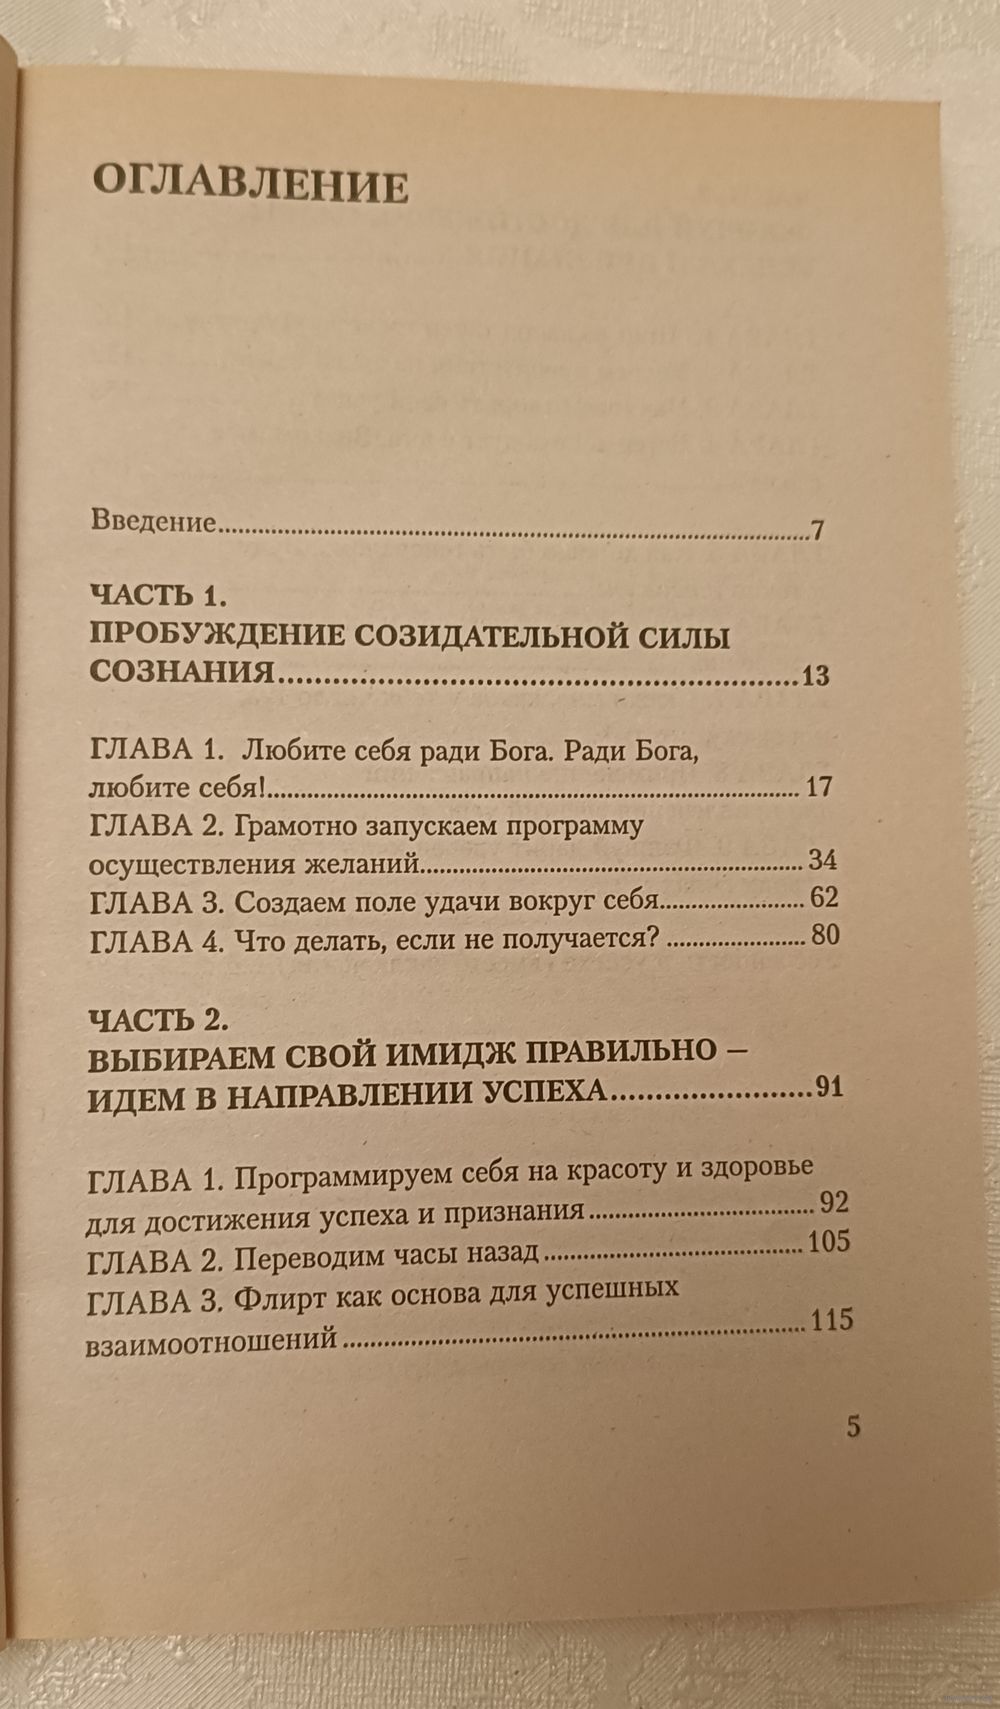 ОГЛАВЛЕНИЕ
Введение........................................................................................7
ЧАСТЬ 1.
ПРОБУЖДЕНИЕ СОЗИДАТЕЛЬНОЙ СИЛЫ
СОЗНАНИЯ........................................................13
ГЛАВА 1. Любите себя ради Бога. Ради Бога,
любите себя!................................................................................ 17
ГЛАВА 2. Грамотно запускаем программу
осуществления желаний......................................................... 34
ГЛАВА 3. Создаем поле удачи вокруг себя..................... 62
ГЛАВА 4. Что делать, если не получается? ..................... 80
ЧАСТЬ 2.
ВЫБИРАЕМ СВОЙ ИМИДЖ ПРАВИЛЬНО –
ИДЕМ В НАПРАВЛЕНИИ УСПЕХА......................91
ГЛАВА 1. Программируем себя на красоту и здоровье
для достижения успеха и признания.................................. 92
ГЛАВА 2. Переводим часы назад....................................... 105
ГЛАВА 3. Флирт как основа для успешных
взаимоотношений..................................................................... 115
5